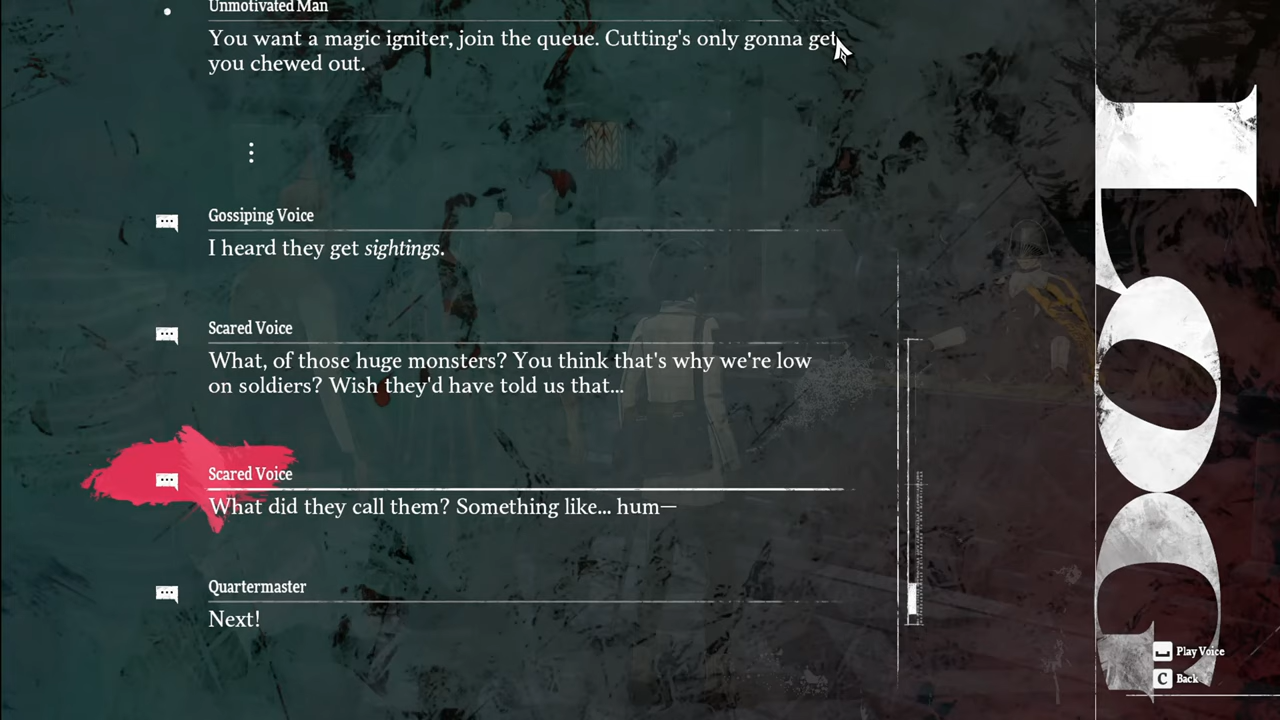 Unmotivated Man
You want a magic igniter, join the queue. Cutting's only gonna get
you chewed out.
Gossiping Voice
I heard they get sightings.
Scared Voice
What, of those huge monsters? You think that's why we're low
on soldiers? Wish they'd have told us that...
Scared Voice
What did they call them? Something like... hum—
Quartermaster
Next!
LOG
Play Voice
C Back